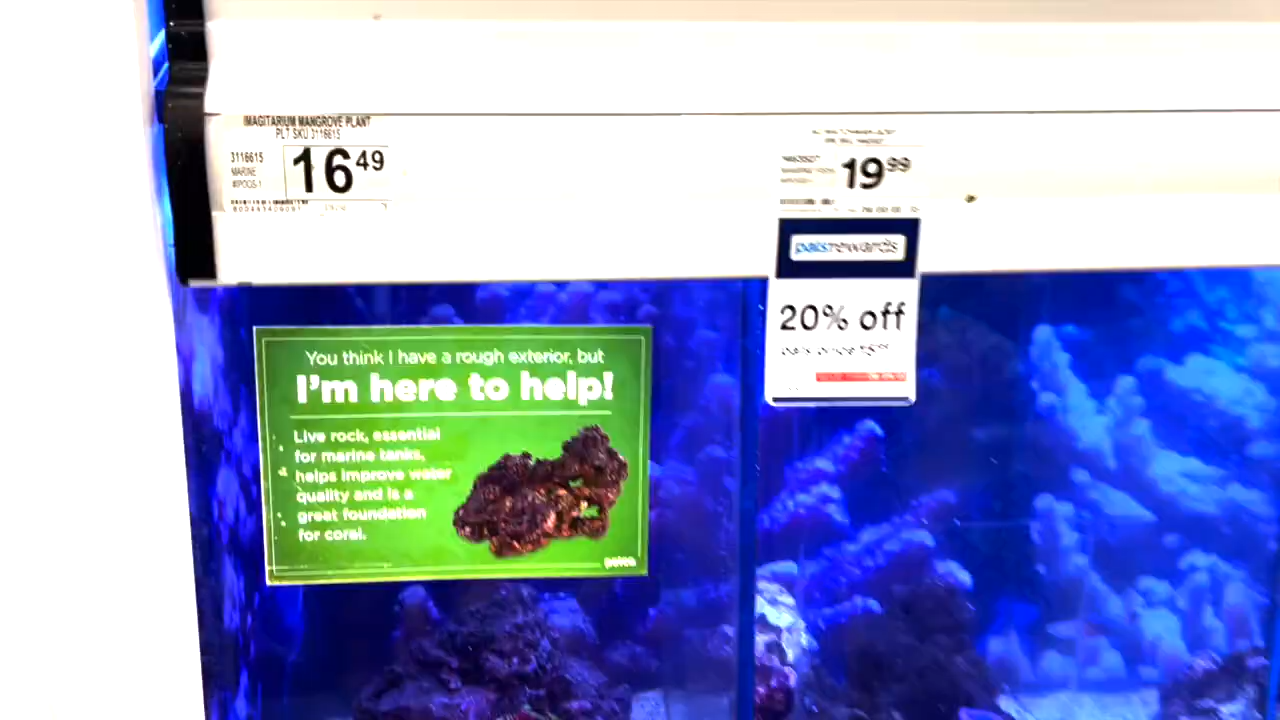 IMAGITARIUM MANGROVE PLANT
PLT SKU 3116615
3116615
MARINE
16 49
19 99
palsrewards
20% off
You think I have a rough exterior, but
I'm here to help!
Live rock, essential
for marine tanks,
helps improve water
quality and is a
great foundation
for coral.
petco